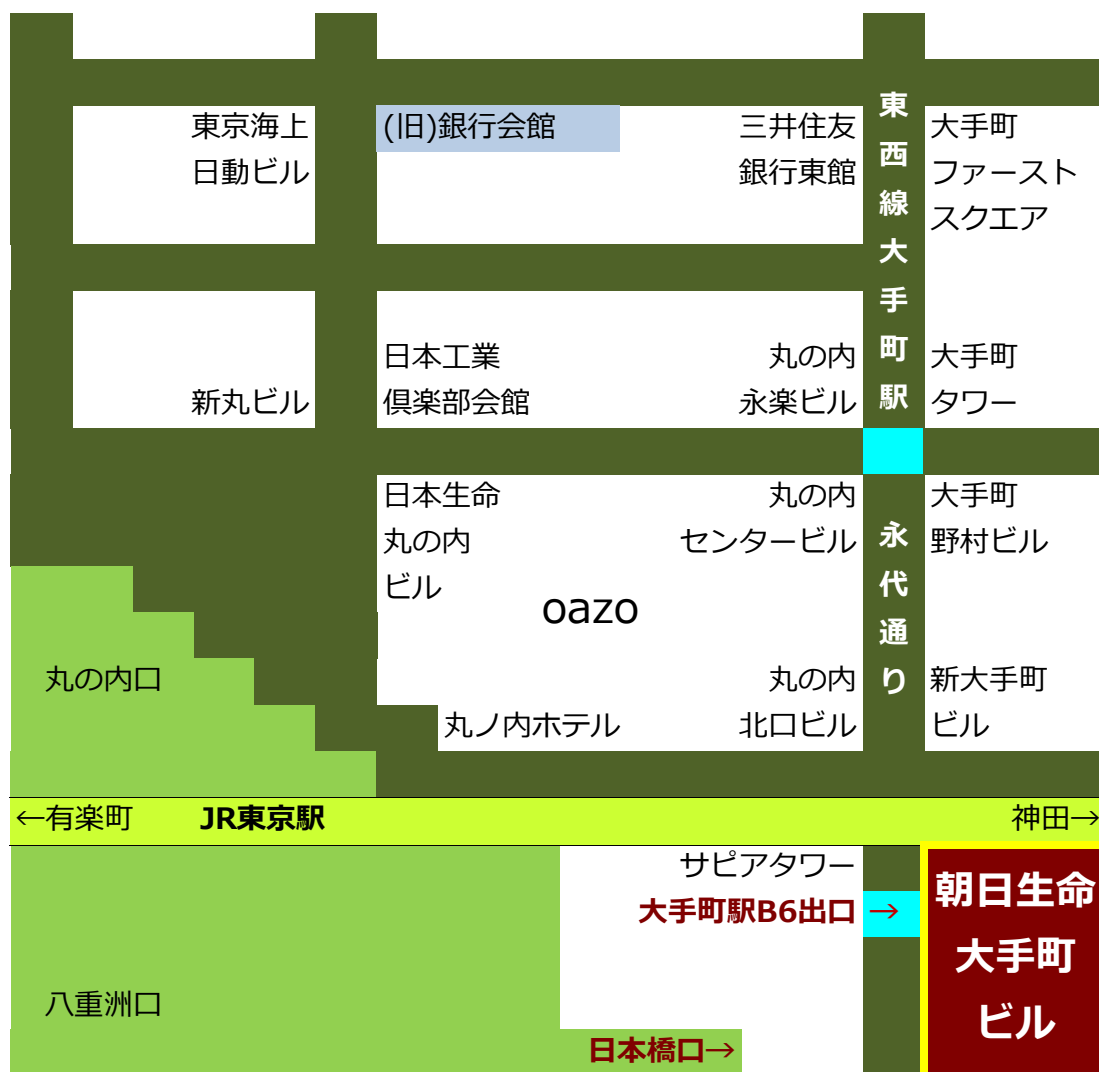 東京海上
日動ビル
(旧)銀行会館
三井住友
銀行東館
東西線大手町駅
大手町
ファースト
スクエア
新丸ビル
日本工業
倶楽部会館
丸の内
永楽ビル
大手町
タワー
日本生命
丸の内
ビル
丸の内
センタービル
永代通り
大手町
野村ビル
oazo
丸の内口
丸ノ内ホテル
丸の内
北口ビル
新大手町
ビル
←有楽町
JR東京駅
神田→
サピアタワー
大手町駅B6出口
→
朝日生命
大手町
ビル
八重洲口
日本橋口→